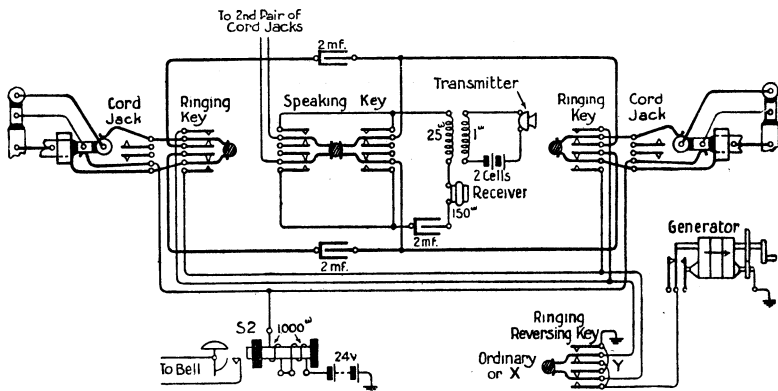 To 2nd Pair of
Cord Jacks
2 mf.
Transmitter
Cord
Jack
Ringing
Key
Speaking Key
25ω
1ω
Ringing
Key
Cord
Jack
2 Cells
Receiver
150ω
2 mf.
2 mf.
Generator
S2
1000ω
24v
To Bell
Ringing
Reversing Key
Ordinary
or X
Y